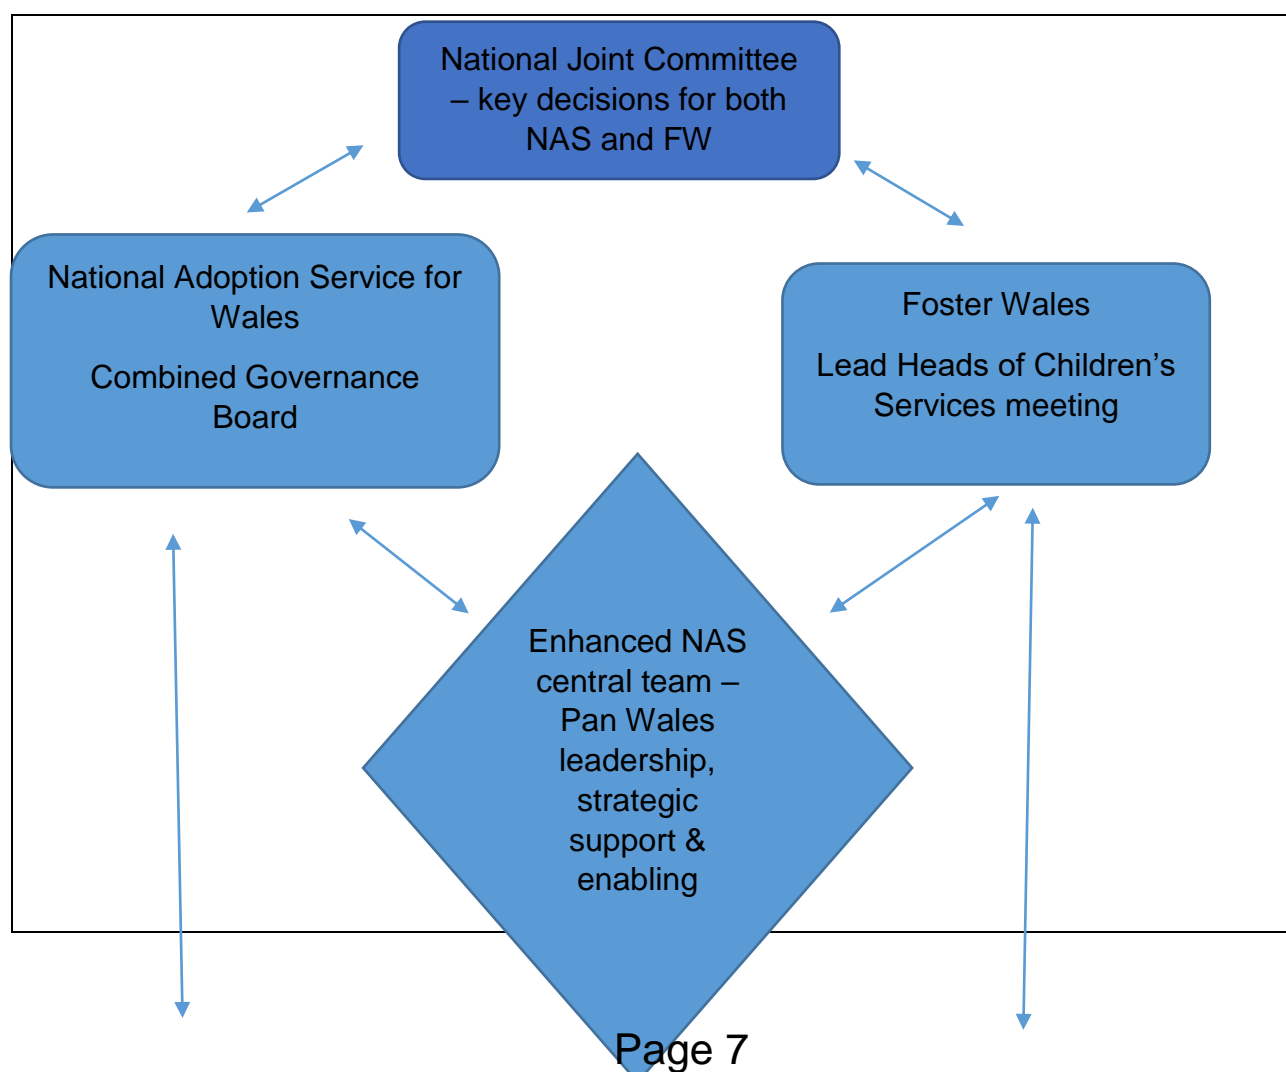 National Joint Committee
– key decisions for both
NAS and FW
National Adoption Service for
Wales
Combined Governance
Board
Foster Wales
Lead Heads of Children’s
Services meeting
Enhanced NAS
central team –
Pan Wales
leadership,
strategic
support &
enabling
Page 7